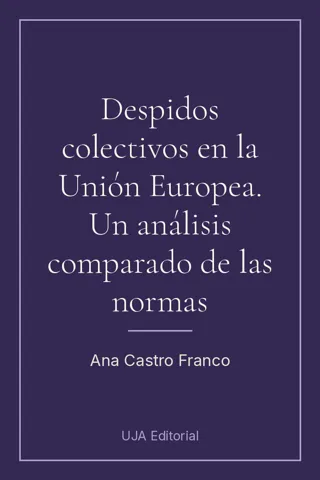 Despidos
colectivos en la
Unión Europea.
Un análisis
comparado de las
normas
Ana Castro Franco
UJA Editorial